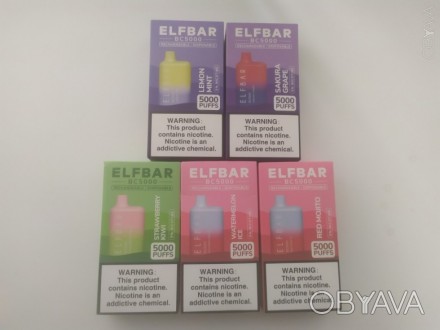 ELFBAR
BC5000
LEMON
MINT
5000
PUFFS
WARNING:
This product
contains nicotine.
Nicotine is an
addictive chemical.
ELFBAR
BC5000
ELFBAR
SAKURA
GRAPE
5000
PUFFS
WARNING:
This product
contains nicotine.
Nicotine is an
addictive chemical.
ELFBAR
BC5000
STRAWBERRY
KIWI
5000
PUFFS
WARNING:
This product
contains nicotine.
Nicotine is an
addictive chemical.
ELFBAR
BC5000
WATERMELON
ICE
5000
PUFFS
WARNING:
This product
contains nicotine.
Nicotine is an
addictive chemical.
ELFBAR
BC5000
RED MOJITO
5000
PUFFS
WARNING:
This product
contains nicotine.
Nicotine is an
addictive chemical.
OBYAVA